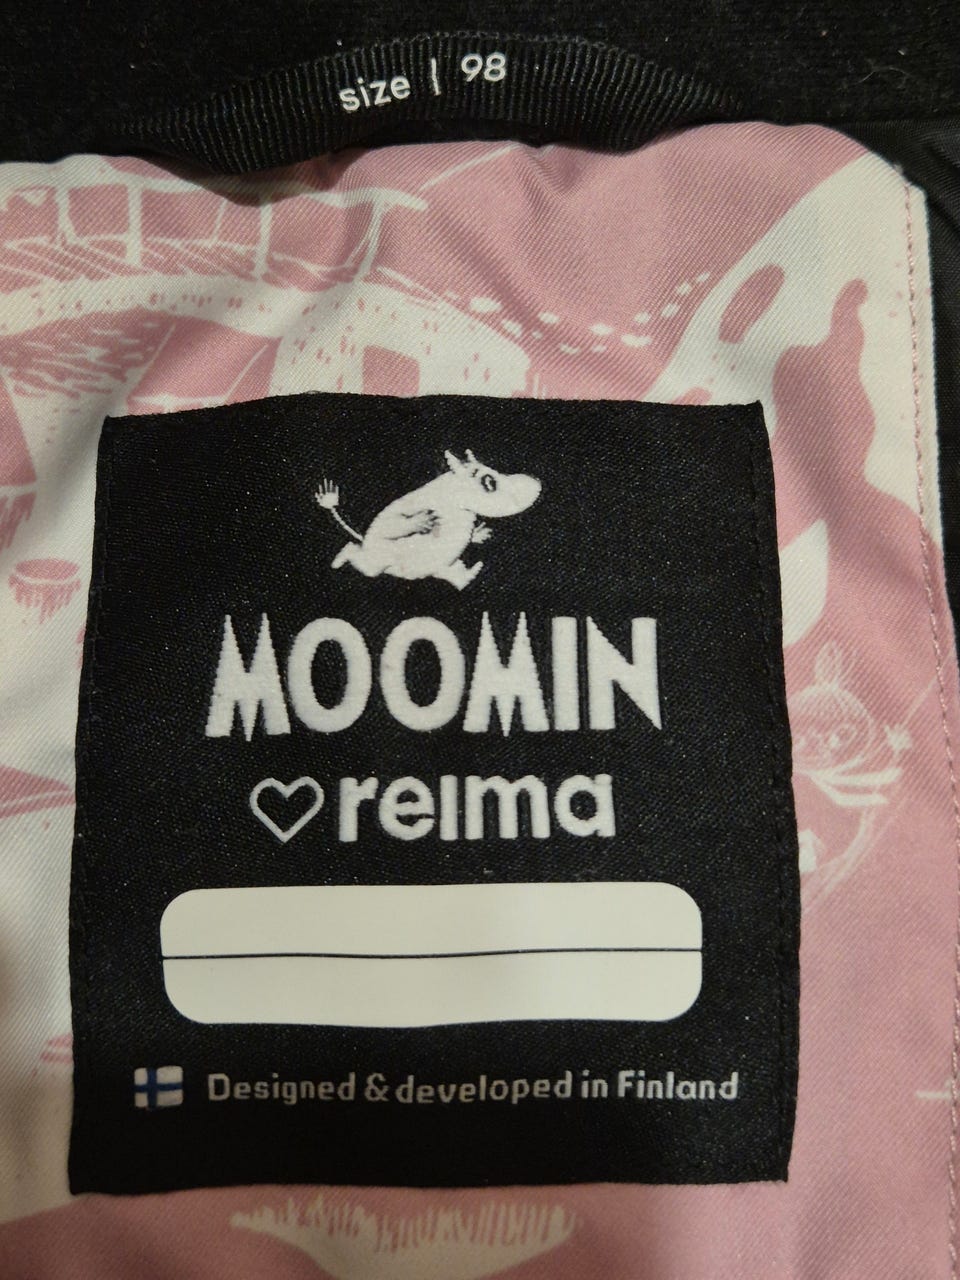 size | 98
MOOMIN
♡ reima
Designed & developed in Finland